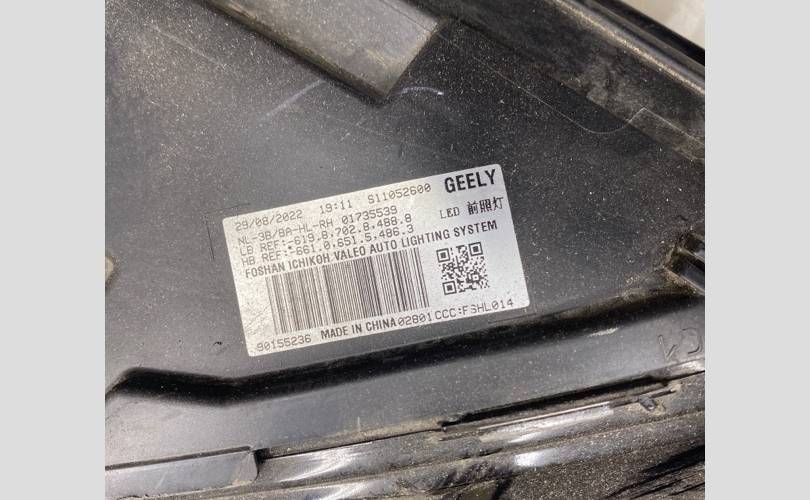 29/08/2022 19:11 S11052600 GEELY
NL-3B/BA-HL-RH 01735539 LED 前照灯
LB REF:-619.8,702.8,488.8
HB REF:-661.0,651.5,486.3
FOSHAN ICHIKOH VALEO AUTO LIGHTING SYSTEM
90155236 MADE IN CHINA 02801 CCC:FSHL014